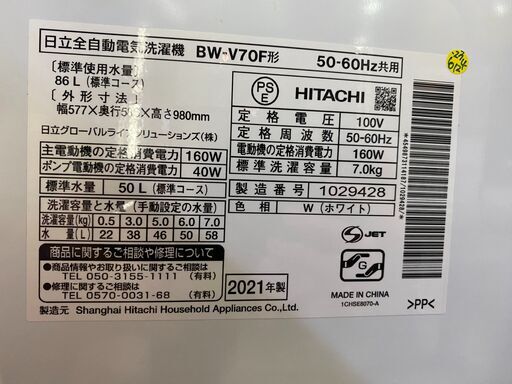 日立全自動電気洗濯機 BW-V70F形 50-60Hz共用
[標準使用水量]
86L(標準コース)
[外形寸法]
幅577×奥行 ×高さ980mm
日立グローバルライフソリューションズ(株)
主電動機の定格消費電力 160W
ポンプ電動機の定格消費電力 40W
標準水量 50L(標準コース)
洗濯容量と水量(手動設定の水量)
洗濯容量(kg) 0.5 3.0 5.0 6.0 7.0
水量(L) 22 38 46 50 58
商品に関するご相談や修理について
●商品情報やお取り扱いに関するご相談
TEL 050-3155-1111 (有料)
●修理に関するご相談
TEL 0570-0031-68 (有料)
2021年製
製造元 Shanghai Hitachi Household Appliances Co.,Ltd.
PS
E
HITACHI
定格電圧 100V
定格周波数 50-60Hz
電動機の定格消費電力 160W
標準洗濯容量 7.0kg
製造番号 1029428
色相 W(ホワイト)
S JET
G
MADE IN CHINA
1CHSE8070-A
>PP<